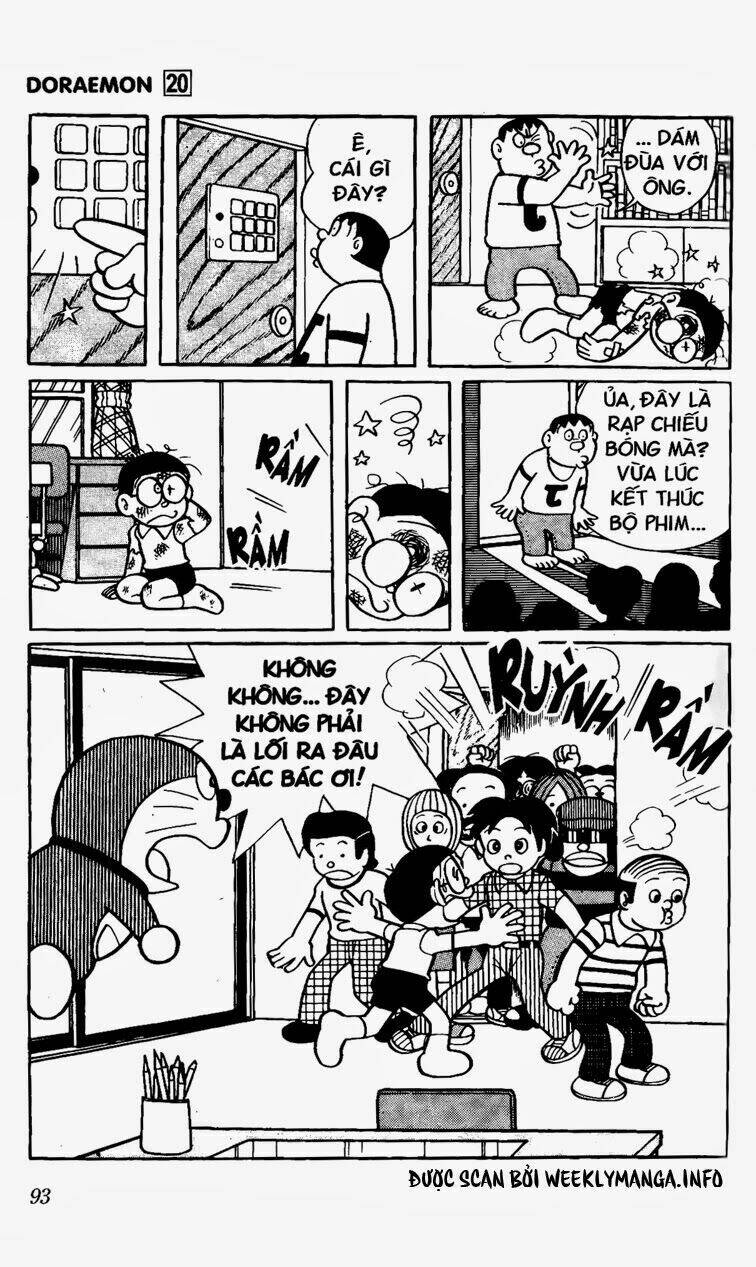 DORAEMON 20
Ê,
CÁI GÌ
ĐÂY?
... DÁM
ĐÙA VỚI
ÔNG.
RẤM
RẦM
ỦA, ĐÂY LÀ
RẠP CHIẾU
BÓNG MÀ?
VỪA LÚC
KẾT THÚC
BỘ PHIM...
KHÔNG
KHÔNG... ĐÂY
KHÔNG PHẢI
LÀ LỐI RA ĐÂU
CÁC BÁC ƠI!
RUỲNH
RẤM
ĐƯỢC SCAN BỞI WEEKLYMANGA.INFO
93